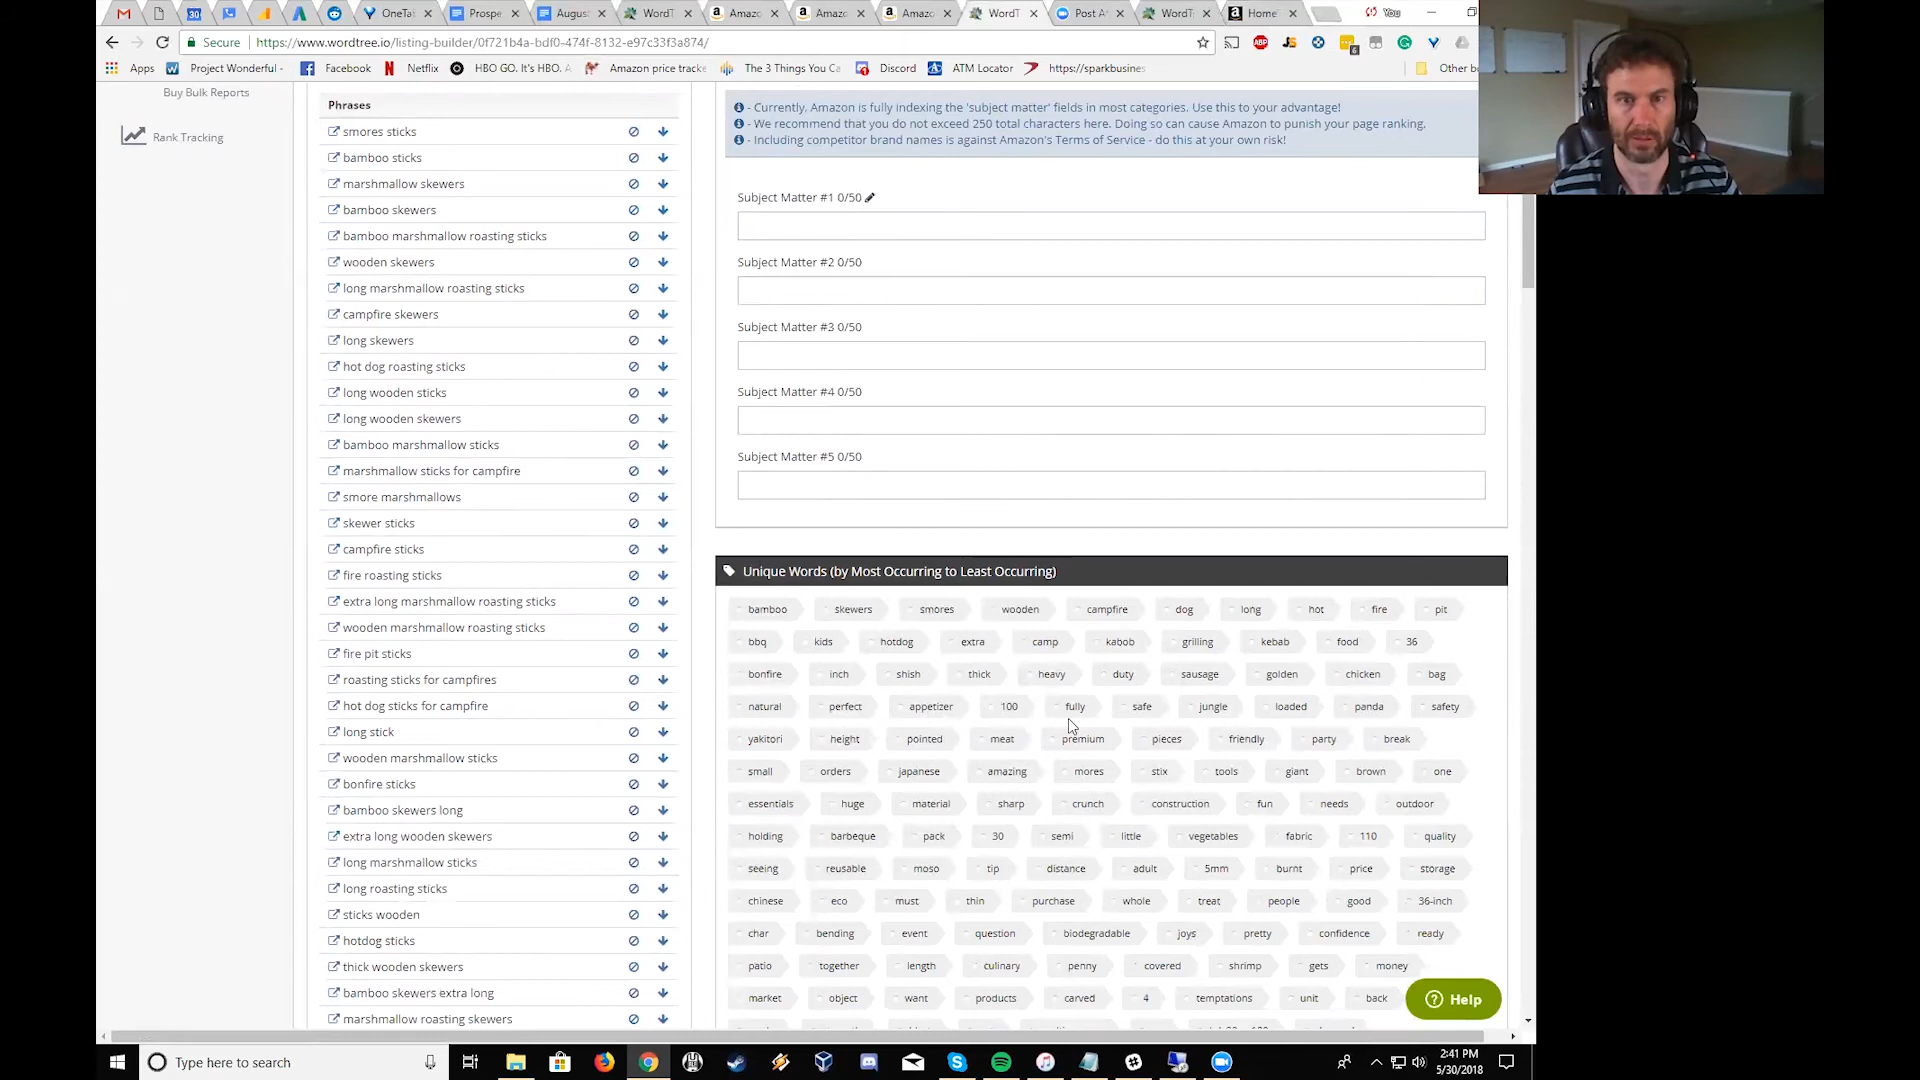 OneTa
Prospe
Augus
WordT
Amazo
Amazo
Amazo
WordT
Post A
WordT
Home
You
Secure
https://www.wordtree.io/listing-builder/0f721b4a-bdf0-474f-8132-e97c33f3a874/
Apps
Project Wonderful -
Facebook
Netflix
HBO GO. It's HBO. A
Amazon price tracke
The 3 Things You Ca
Discord
ATM Locator
https://sparkbusines
Other bo
Buy Bulk Reports
Rank Tracking
Phrases
smores sticks
bamboo sticks
marshmallow skewers
bamboo skewers
bamboo marshmallow roasting sticks
wooden skewers
long marshmallow roasting sticks
campfire skewers
long skewers
hot dog roasting sticks
long wooden sticks
long wooden skewers
bamboo marshmallow sticks
marshmallow sticks for campfire
smore marshmallows
skewer sticks
campfire sticks
fire roasting sticks
extra long marshmallow roasting sticks
wooden marshmallow roasting sticks
fire pit sticks
roasting sticks for campfires
hot dog sticks for campfire
long stick
wooden marshmallow sticks
bonfire sticks
bamboo skewers long
extra long wooden skewers
long marshmallow sticks
long roasting sticks
sticks wooden
hotdog sticks
thick wooden skewers
bamboo skewers extra long
marshmallow roasting skewers
- Currently, Amazon is fully indexing the 'subject matter' fields in most categories. Use this to your advantage!
- We recommend that you do not exceed 250 total characters here. Doing so can cause Amazon to punish your page ranking.
- Including competitor brand names is against Amazon's Terms of Service - do this at your own risk!
Subject Matter #1 0/50
Subject Matter #2 0/50
Subject Matter #3 0/50
Subject Matter #4 0/50
Subject Matter #5 0/50
Unique Words (by Most Occurring to Least Occurring)
bamboo skewers smores wooden campfire dog long hot fire pit
bbq kids hotdog extra camp kabob grilling kebab food 36
bonfire inch shish thick heavy duty sausage golden chicken bag
natural perfect appetizer 100 fully safe jungle loaded panda safety
yakitori height pointed meat premium pieces friendly party break
small orders japanese amazing mores stix tools giant brown one
essentials huge material sharp crunch construction fun needs outdoor
holding barbeque pack 30 semi little vegetables fabric 110 quality
seeing reusable moso tip distance adult 5mm burnt price storage
chinese eco must thin purchase whole treat people good 36-inch
char bending event question biodegradable joys pretty confidence ready
patio together length culinary penny covered shrimp gets money
market object want products carved 4 temptations unit back
Help
Type here to search
2:41 PM
5/30/2018